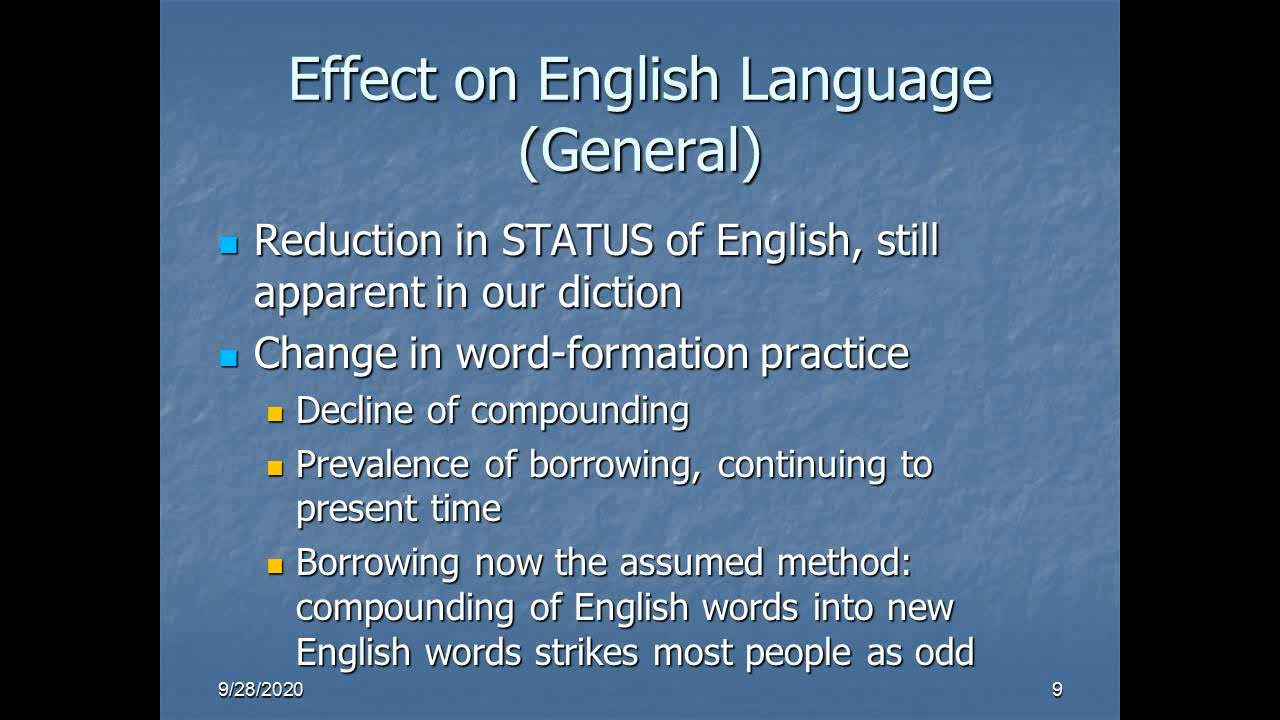 Effect on English Language
(General)
Reduction in STATUS of English, still
apparent in our diction
Change in word-formation practice
Decline of compounding
Prevalence of borrowing, continuing to
present time
Borrowing now the assumed method:
compounding of English words into new
English words strikes most people as odd
9/28/2020
9